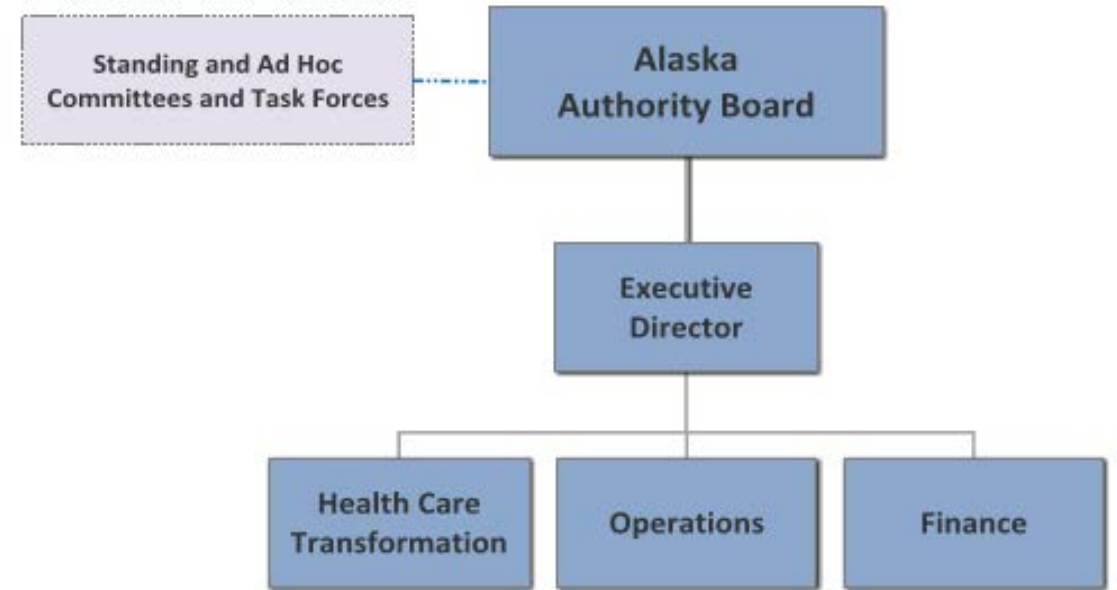 Standing and Ad Hoc
Committees and Task Forces
Alaska
Authority Board
Executive
Director
Health Care
Transformation
Operations
Finance